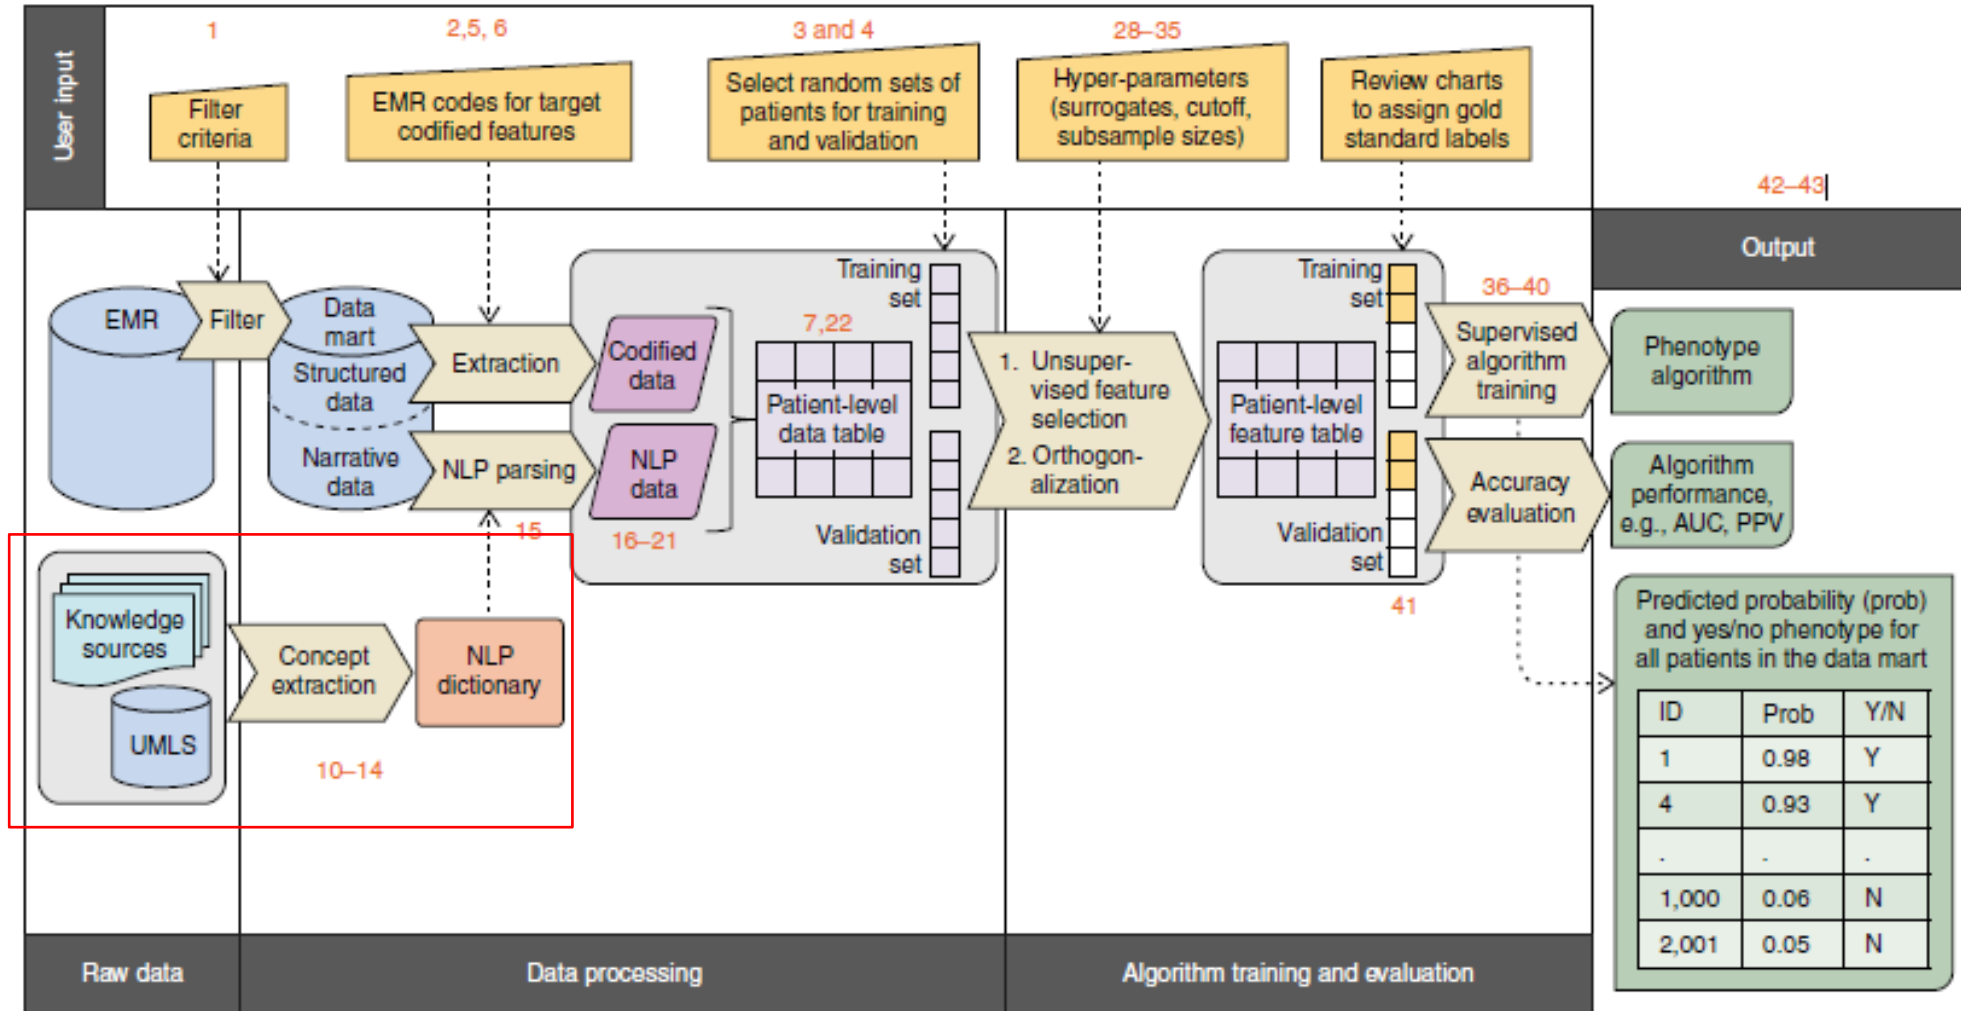 1
2,5, 6
3 and 4
28–35
User input
Filter
criteria
EMR codes for target
codified features
Select random sets of
patients for training
and validation
Hyper-parameters
(surrogates, cutoff,
subsample sizes)
Review charts
to assign gold
standard labels
42–43
Output
EMR
Filter
Data
mart
Structured
data
Narrative
data
Extraction
NLP parsing
15
Codified
data
NLP
data
16–21
7,22
Patient-level
data table
Training
set
Validation
set
1. Unsuper-
vised feature
selection
2. Orthogon-
alization
Patient-level
feature table
Training
set
Validation
set
41
36–40
Supervised
algorithm
training
Accuracy
evaluation
Phenotype
algorithm
Algorithm
performance,
e.g., AUC, PPV
Knowledge
sources
UMLS
Concept
extraction
10–14
NLP
dictionary
Predicted probability (prob)
and yes/no phenotype for
all patients in the data mart
ID Prob Y/N
1 0.98 Y
4 0.93 Y
. . .
1,000 0.06 N
2,001 0.05 N
Raw data
Data processing
Algorithm training and evaluation